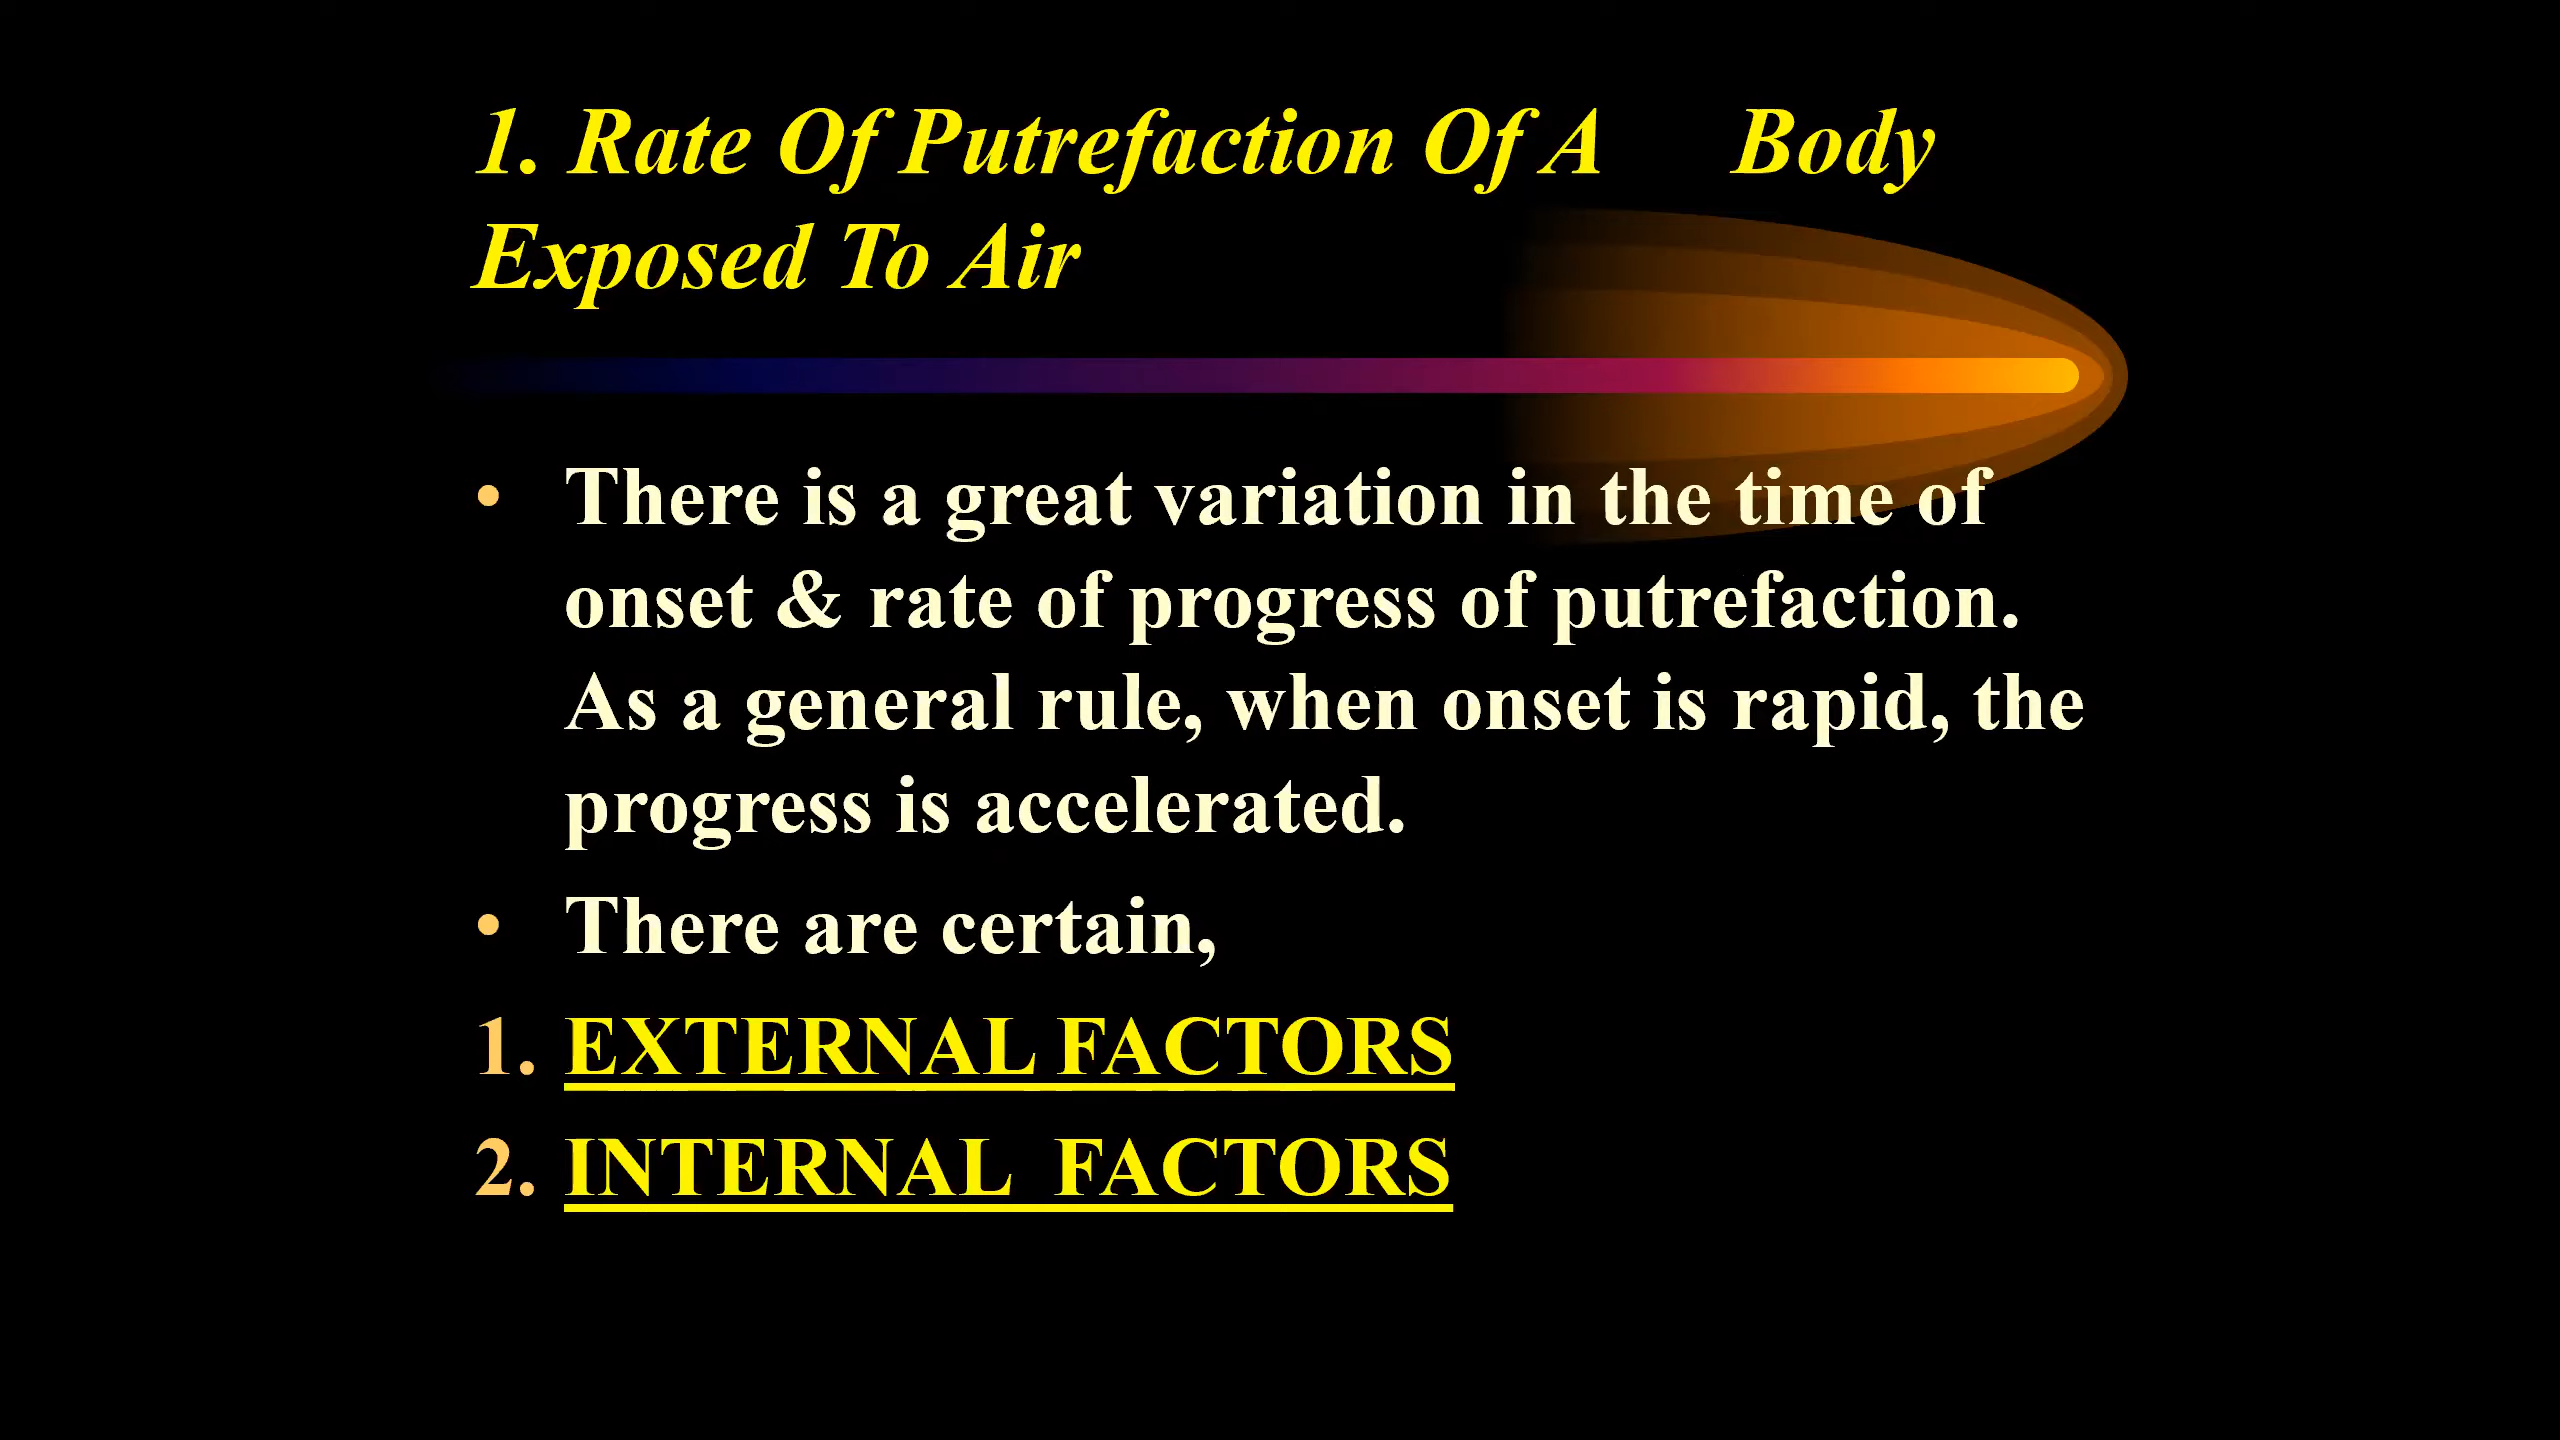 1. Rate Of Putrefaction Of A Body
Exposed To Air
• There is a great variation in the time of
onset & rate of progress of putrefaction.
As a general rule, when onset is rapid, the
progress is accelerated.
• There are certain,
1. EXTERNAL FACTORS
2. INTERNAL FACTORS